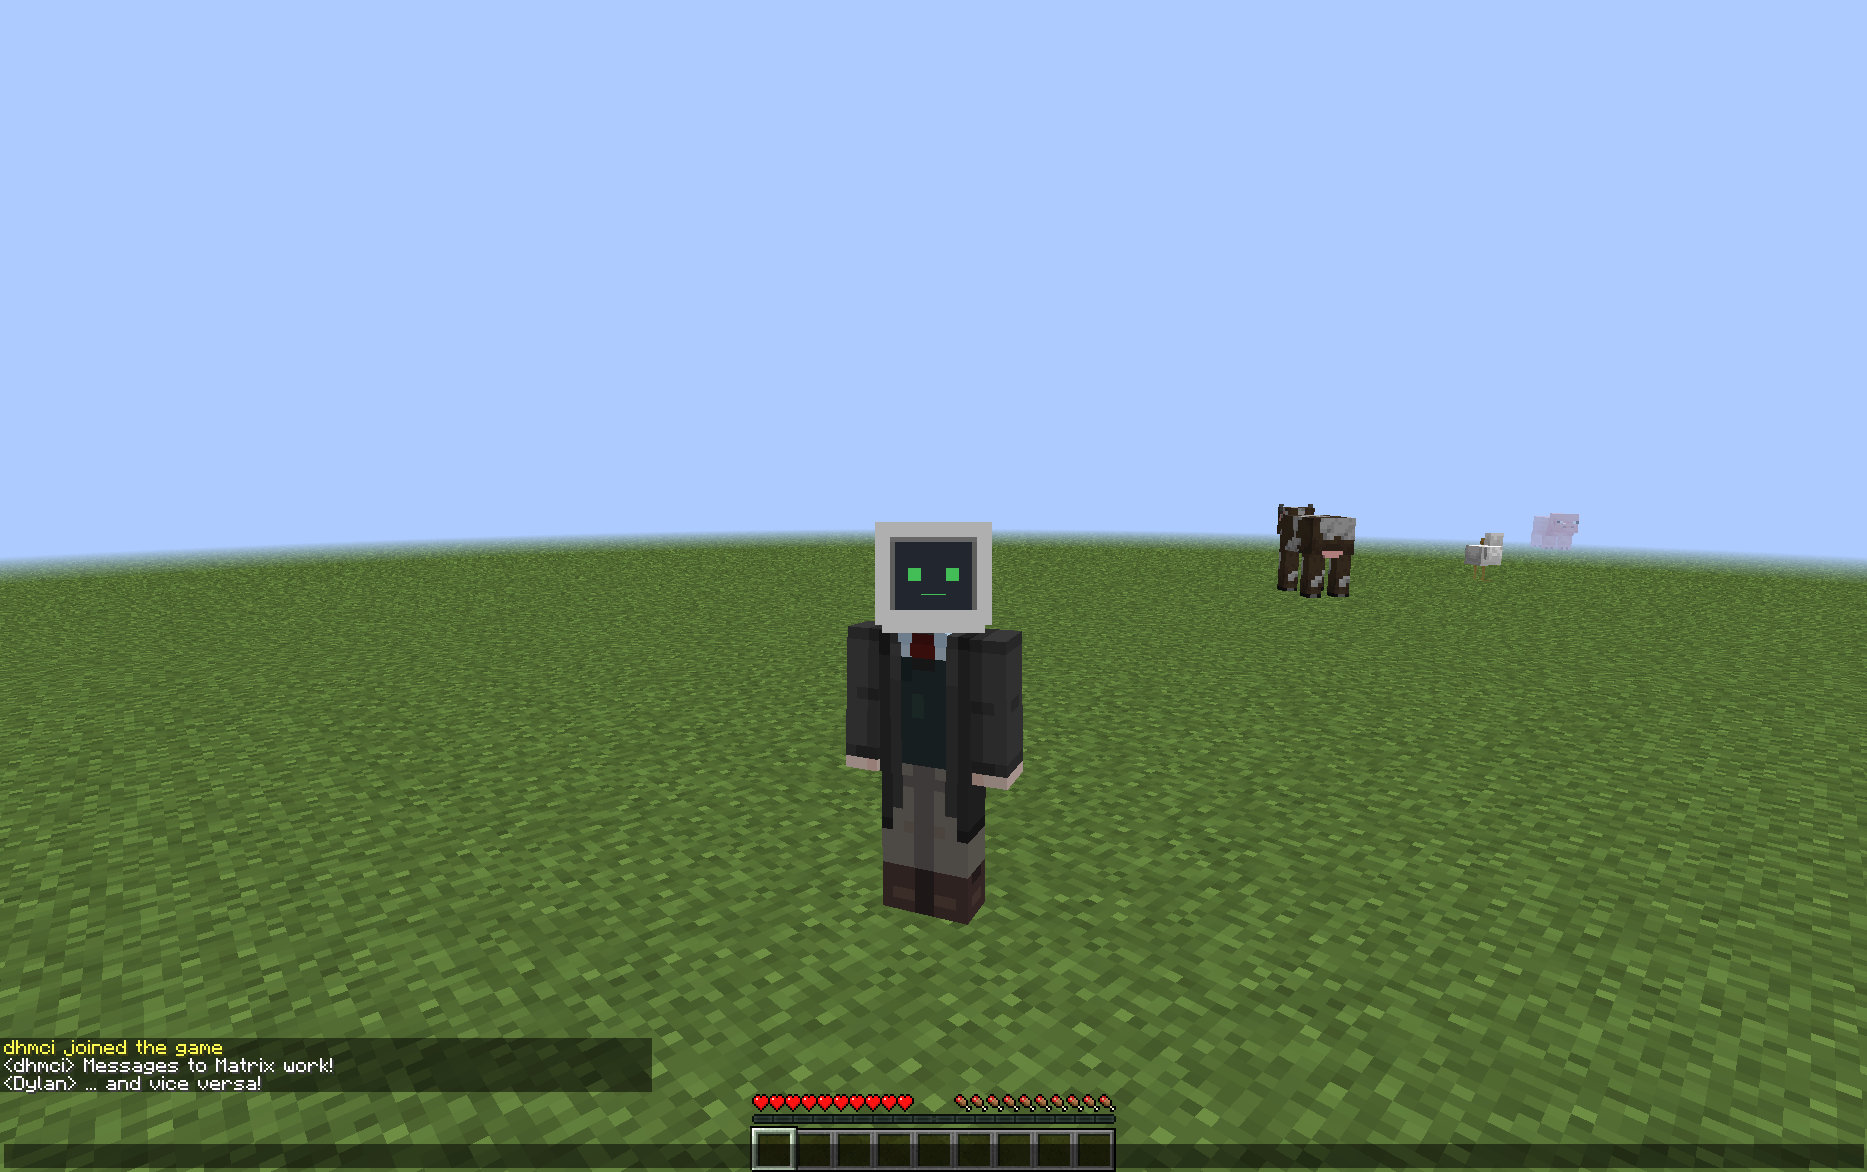 dhmci joined the game
<dhmci> Messages to Matrix work!
<Dylan> … and vice versa!